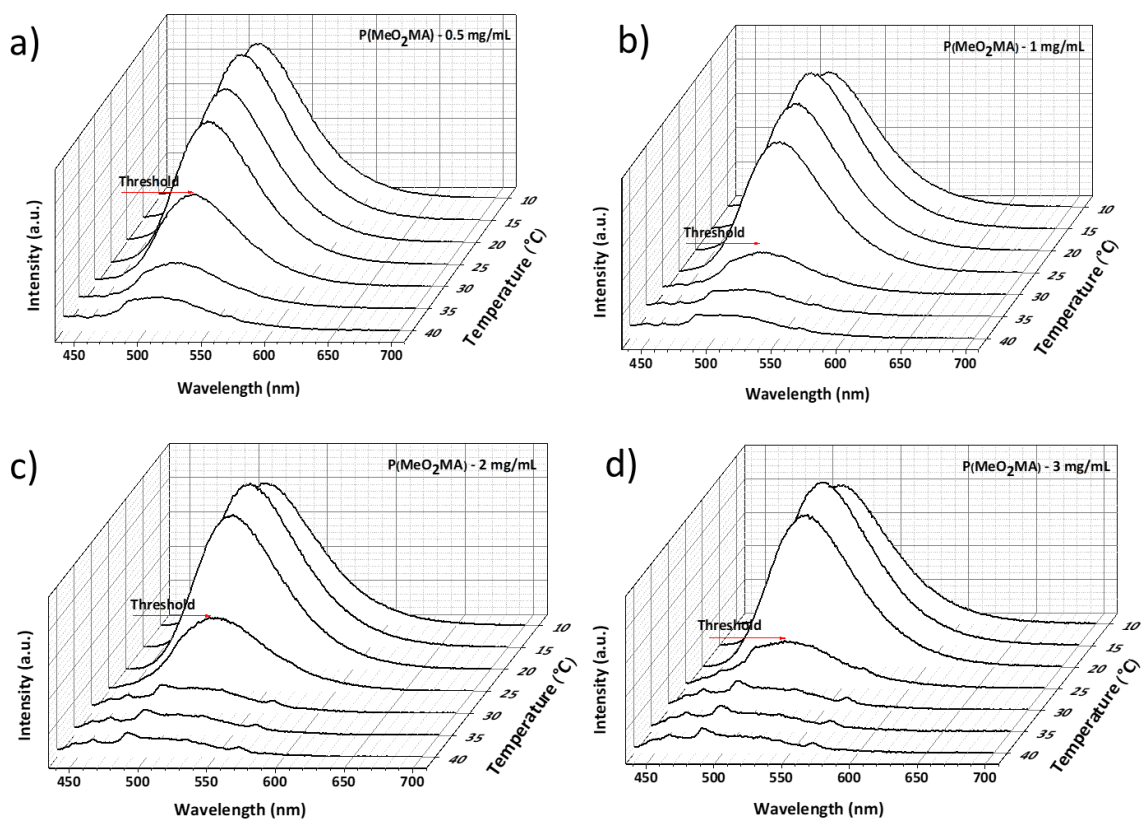 a)
P(MeO2MA) - 0.5 mg/mL
Threshold
Intensity (a.u.)
450 500 550 600 650 700
Wavelength (nm)
10 15 20 25 30 35 40
Temperature (°C)
b)
P(MeO2MA) - 1 mg/mL
Threshold
Intensity (a.u.)
450 500 550 600 650 700
Wavelength (nm)
10 15 20 25 30 35 40
Temperature (°C)
c)
P(MeO2MA) - 2 mg/mL
Threshold
Intensity (a.u.)
450 500 550 600 650 700
Wavelength (nm)
10 15 20 25 30 35 40
Temperature (°C)
d)
P(MeO2MA) - 3 mg/mL
Threshold
Intensity (a.u.)
450 500 550 600 650 700
Wavelength (nm)
10 15 20 25 30 35 40
Temperature (°C)